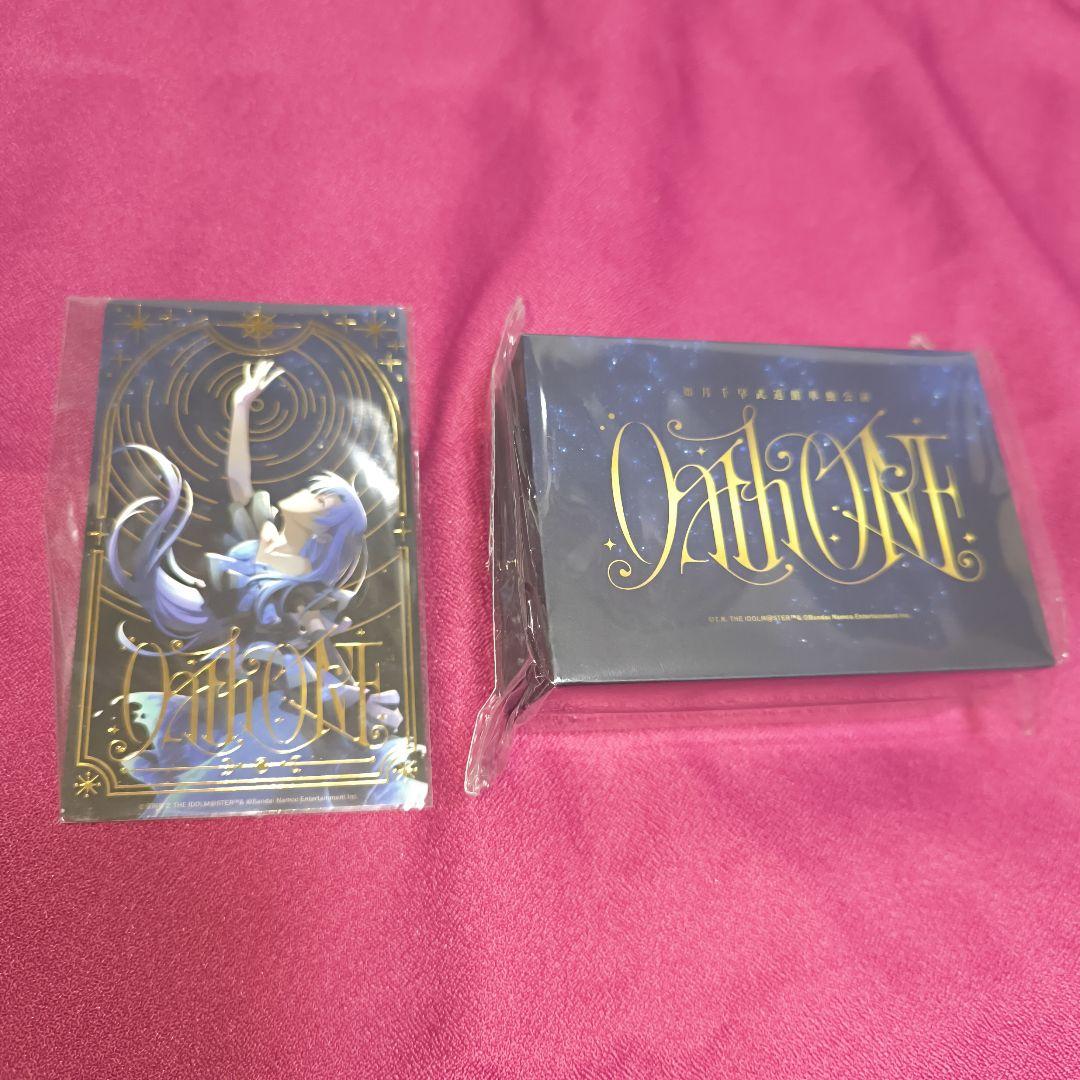 OathONE
THE IDOLM@STER™& ©Bandai Namco Entertainment Inc.
如月千早武道館単独公演
OathONE
©T.K. THE IDOLM@STER™& ©Bandai Namco Entertainment Inc.